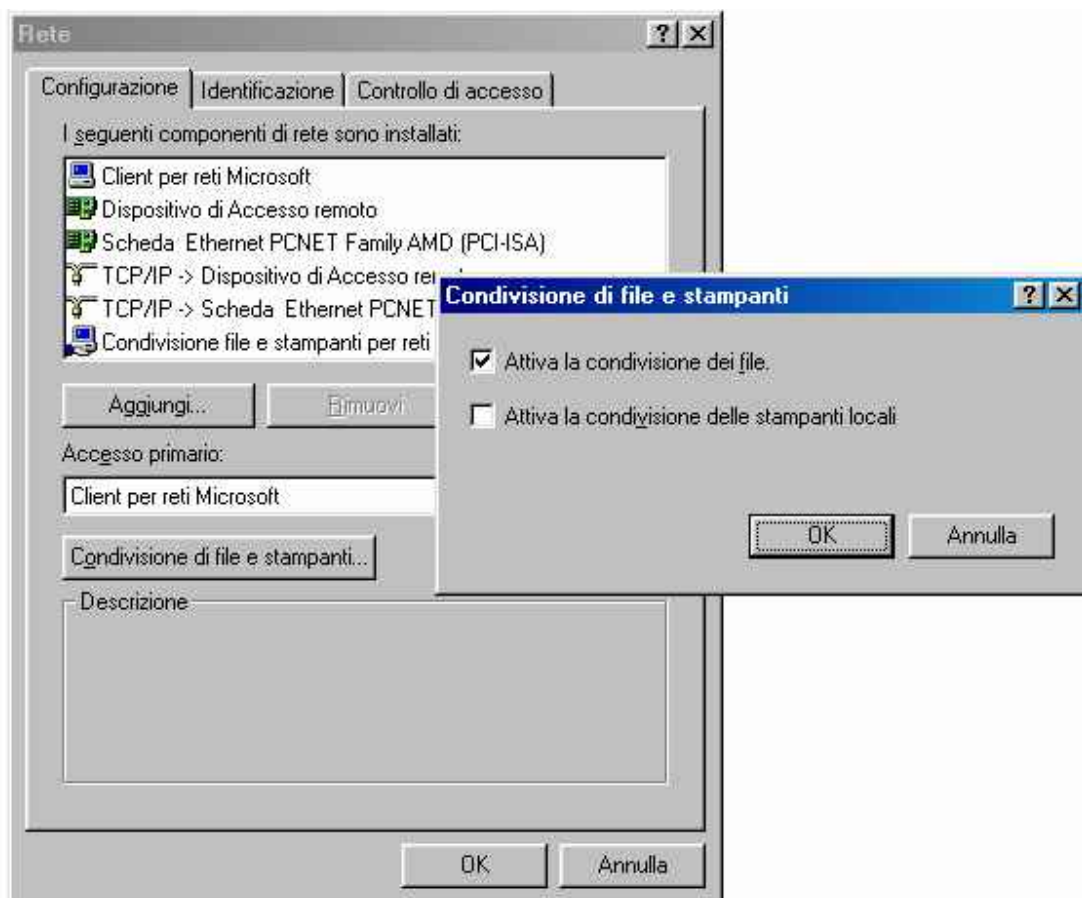 Rete
Configurazione Identificazione Controllo di accesso
I seguenti componenti di rete sono installati:
Client per reti Microsoft
Dispositivo di Accesso remoto
Scheda Ethernet PCNET Family AMD (PCI-ISA)
TCP/IP -> Dispositivo di Accesso
TCP/IP -> Scheda Ethernet PCNET
Condivisione file e stampanti per reti
Aggiungi... Rimuovi
Accesso primario:
Client per reti Microsoft
Condivisione di file e stampanti...
Descrizione
OK Annulla
Condivisione di file e stampanti
Attiva la condivisione dei file.
Attiva la condivisione delle stampanti locali
OK Annulla